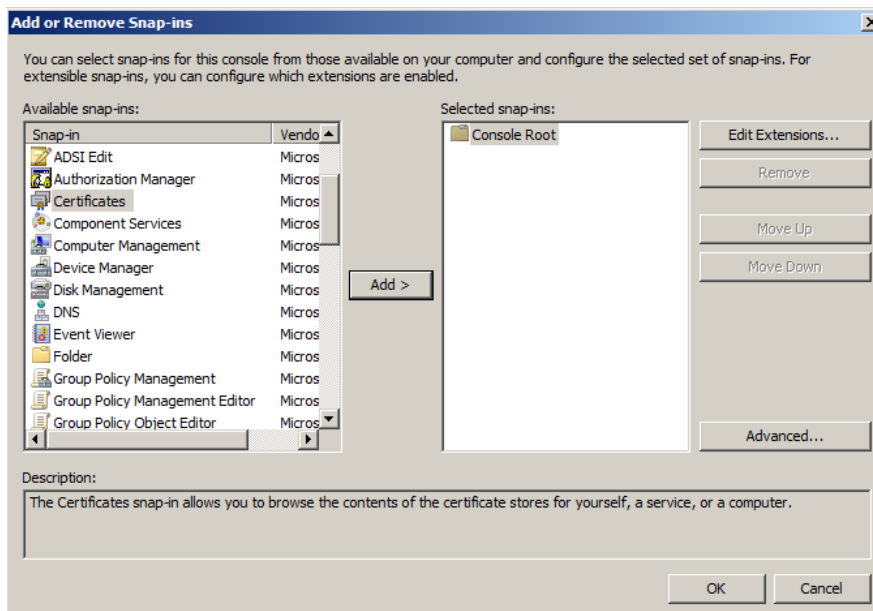 Add or Remove Snap-ins
You can select snap-ins for this console from those available on your computer and configure the selected set of snap-ins. For
extensible snap-ins, you can configure which extensions are enabled.
Available snap-ins:
Snap-in Vendo
ADSI Edit Micros
Authorization Manager Micros
Certificates Micros
Component Services Micros
Computer Management Micros
Device Manager Micros
Disk Management Micros
DNS Micros
Event Viewer Micros
Folder Micros
Group Policy Management Micros
Group Policy Management Editor Micros
Group Policy Object Editor Micros
Add >
Selected snap-ins:
Console Root
Edit Extensions...
Remove
Move Up
Move Down
Advanced...
Description:
The Certificates snap-in allows you to browse the contents of the certificate stores for yourself, a service, or a computer.
OK Cancel